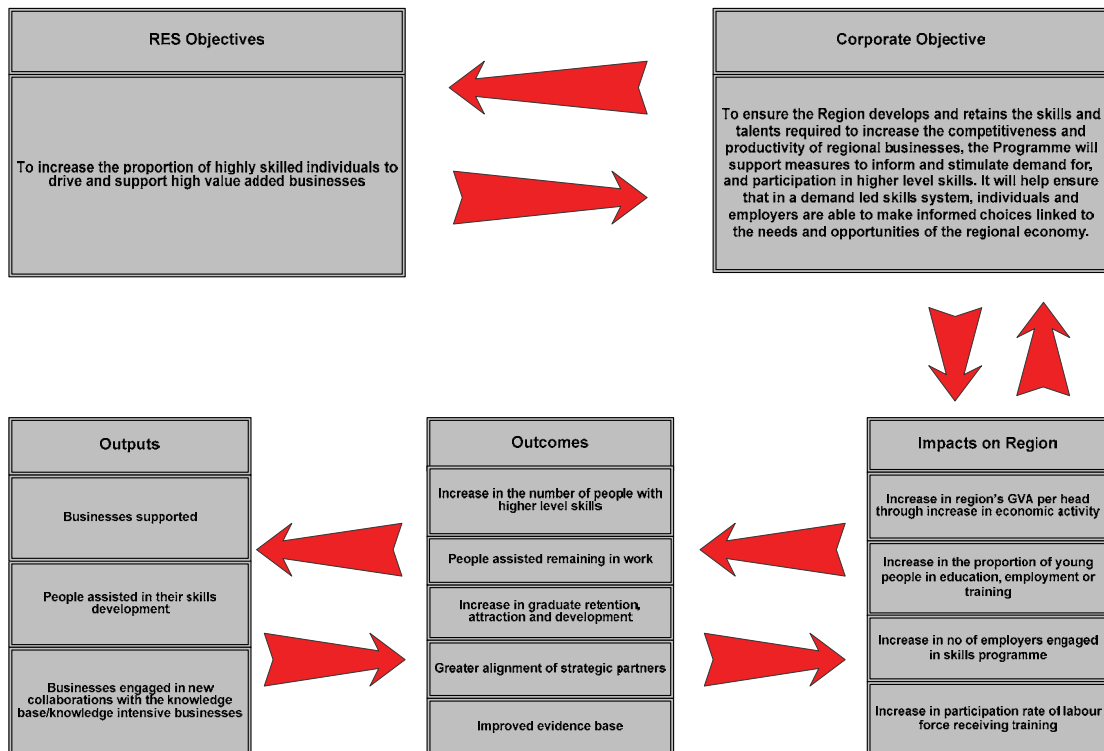 RES Objectives
To increase the proportion of highly skilled individuals to
drive and support high value added businesses
Corporate Objective
To ensure the Region develops and retains the skills and
talents required to increase the competitiveness and
productivity of regional businesses, the Programme will
support measures to inform and stimulate demand for,
and participation in higher level skills. It will help ensure
that in a demand led skills system, individuals and
employers are able to make informed choices linked to
the needs and opportunities of the regional economy.
Outputs
Businesses supported
People assisted in their skills
development
Businesses engaged in new
collaborations with the knowledge
base/knowledge intensive businesses
Outcomes
Increase in the number of people with
higher level skills
People assisted remaining in work
Increase in graduate retention,
attraction and development
Greater alignment of strategic partners
Improved evidence base
Impacts on Region
Increase in region's GVA per head
through increase in economic activity
Increase in the proportion of young
people in education, employment or
training
Increase in no of employers engaged
in skills programme
Increase in participation rate of labour
force receiving training